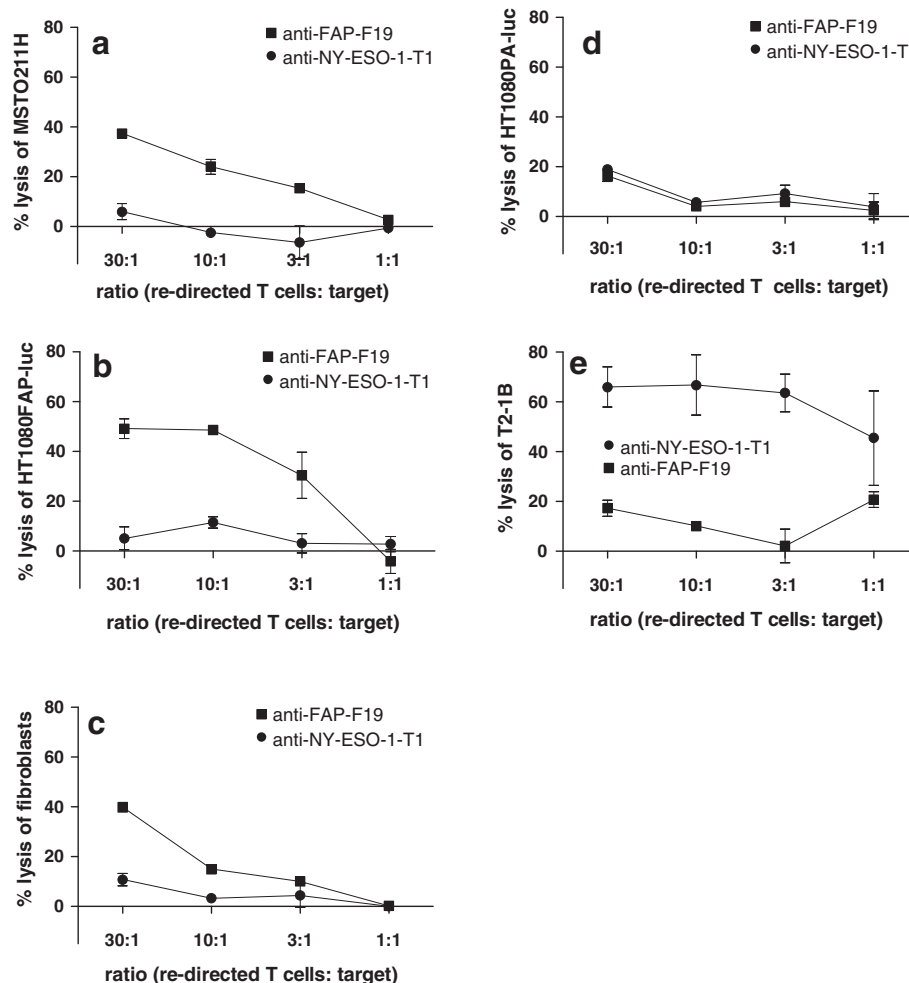 a
anti-FAP-F19
anti-NY-ESO-1-T1
% lysis of MSTO211H
80
60
40
20
0
30:1
10:1
3:1
1:1
ratio (re-directed T cells: target)
b
anti-FAP-F19
anti-NY-ESO-1-T1
% lysis of HT1080FAP-luc
80
60
40
20
0
30:1
10:1
3:1
1:1
ratio (re-directed T cells: target)
c
anti-FAP-F19
anti-NY-ESO-1-T1
% lysis of fibroblasts
80
60
40
20
0
30:1
10:1
3:1
1:1
ratio (re-directed T cells: target)
d
anti-FAP-F19
anti-NY-ESO-1-T
% lysis of HT1080PA-luc
80
60
40
20
0
30:1
10:1
3:1
1:1
ratio (re-directed T cells: target)
e
anti-NY-ESO-1-T1
anti-FAP-F19
% lysis of T2-1B
80
60
40
20
0
30:1
10:1
3:1
1:1
ratio (re-directed T cells: target)